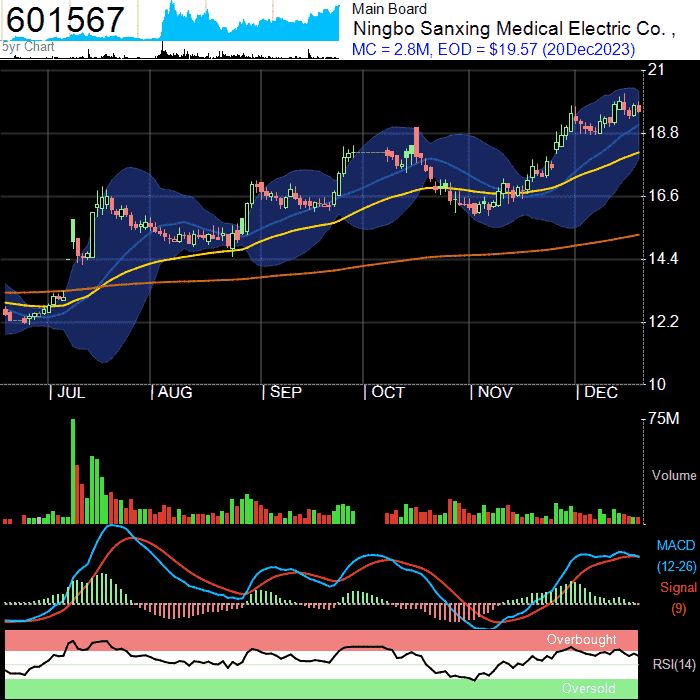 601567
5yr Chart
Main Board
Ningbo Sanxing Medical Electric Co. ,
MC = 2.8M, EOD = $19.57 (20Dec2023)
21
18.8
16.6
14.4
12.2
10
JUL
AUG
SEP
OCT
NOV
DEC
75M
Volume
MACD
(12-26)
Signal
(9)
Overbought
RSI(14)
Oversold